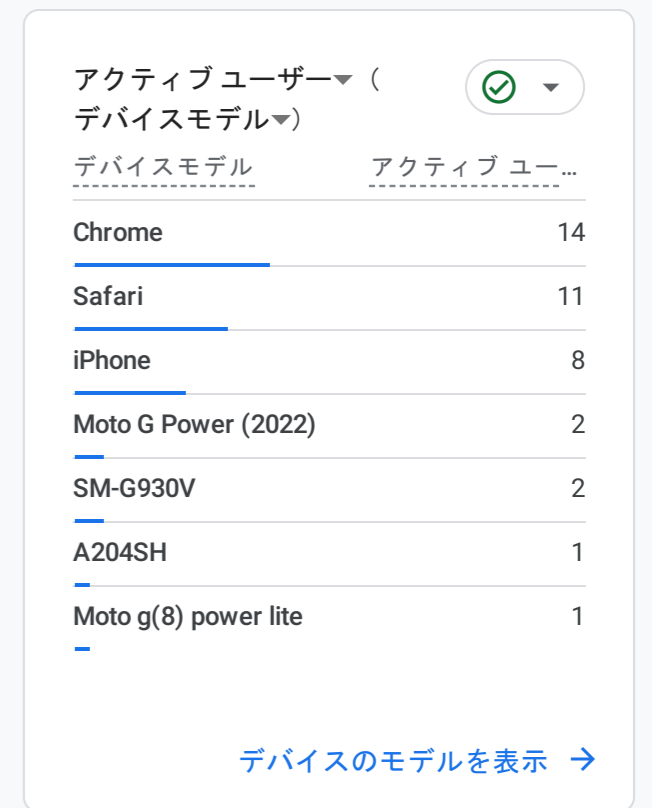 アクティブ ユーザー▼（
デバイスモデル▼）
デバイスモデル アクティブ ユー…
Chrome 14
Safari 11
iPhone 8
Moto G Power (2022) 2
SM-G930V 2
A204SH 1
Moto g(8) power lite 1
デバイスのモデルを表示 →